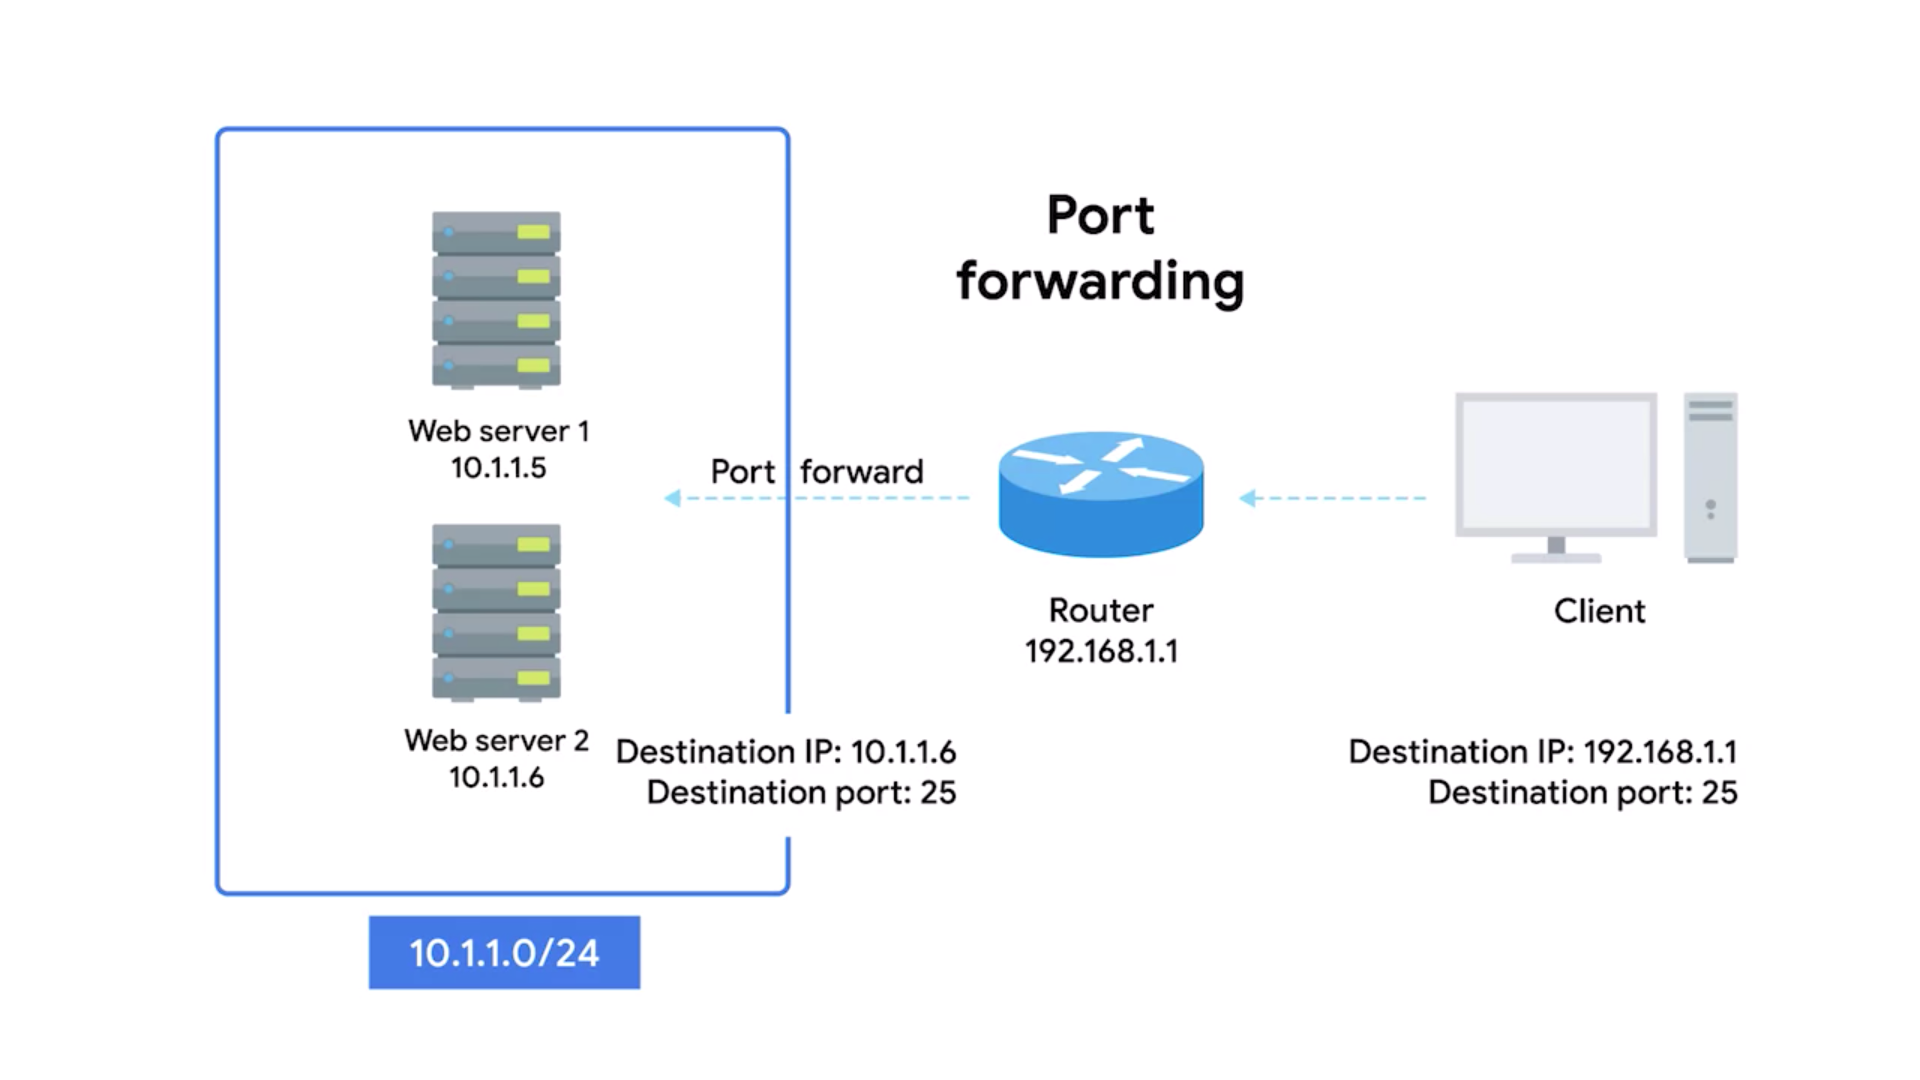 Port
forwarding
Web server 1
10.1.1.5
Port forward
Web server 2
10.1.1.6
Destination IP: 10.1.1.6
Destination port: 25
Router
192.168.1.1
Client
Destination IP: 192.168.1.1
Destination port: 25
10.1.1.0/24